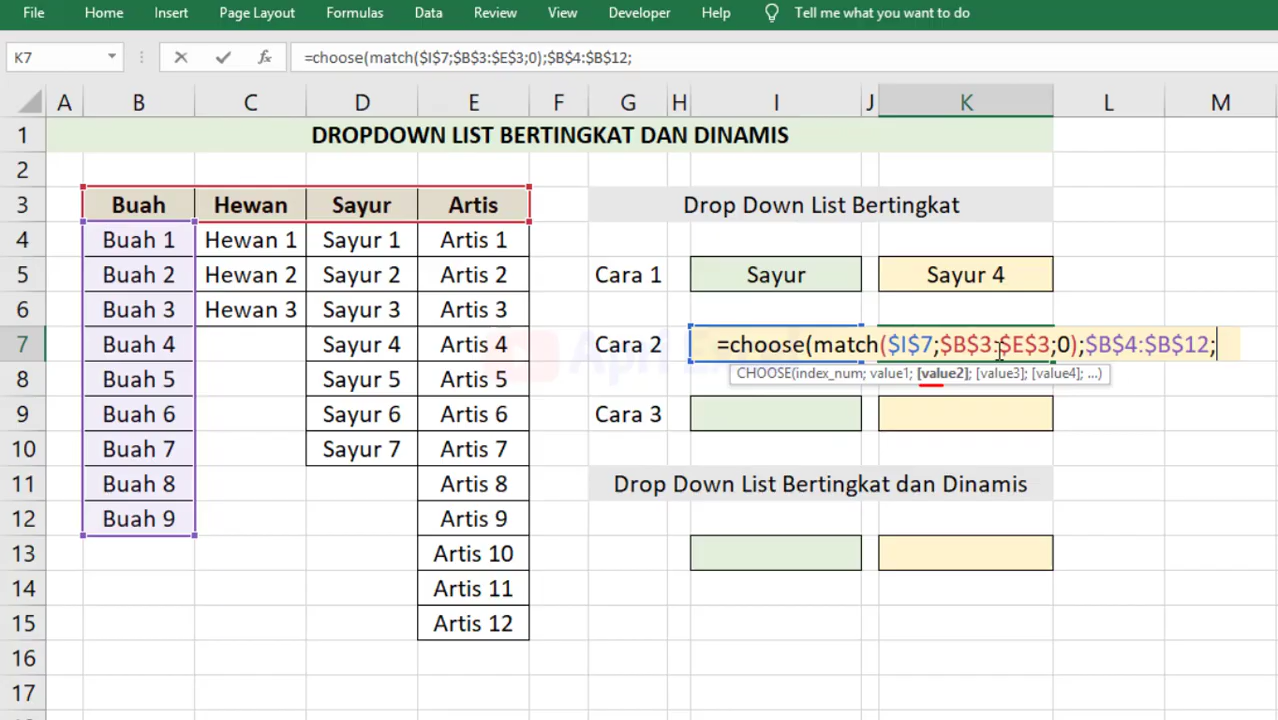 File Home Insert Page Layout Formulas Data Review View Developer Help Tell me what you want to do
K7 fx =choose(match($I$7;$B$3:$E$3;0);$B$4:$B$12;
A B C D E F G H I J K L M
1 DROPDOWN LIST BERTINGKAT DAN DINAMIS
2
3 Buah Hewan Sayur Artis Drop Down List Bertingkat
4 Buah 1 Hewan 1 Sayur 1 Artis 1
5 Buah 2 Hewan 2 Sayur 2 Artis 2 Cara 1 Sayur Sayur 4
6 Buah 3 Hewan 3 Sayur 3 Artis 3
7 Buah 4 Sayur 4 Artis 4 Cara 2 =choose(match($I$7;$B$3:$E$3;0);$B$4:$B$12;
CHOOSE(index_num; value1; [value2]; [value3]; [value4]; ...)
8 Buah 5 Sayur 5 Artis 5
9 Buah 6 Sayur 6 Artis 6 Cara 3
10 Buah 7 Sayur 7 Artis 7
11 Buah 8 Artis 8 Drop Down List Bertingkat dan Dinamis
12 Buah 9 Artis 9
13 Artis 10
14 Artis 11
15 Artis 12
16
17